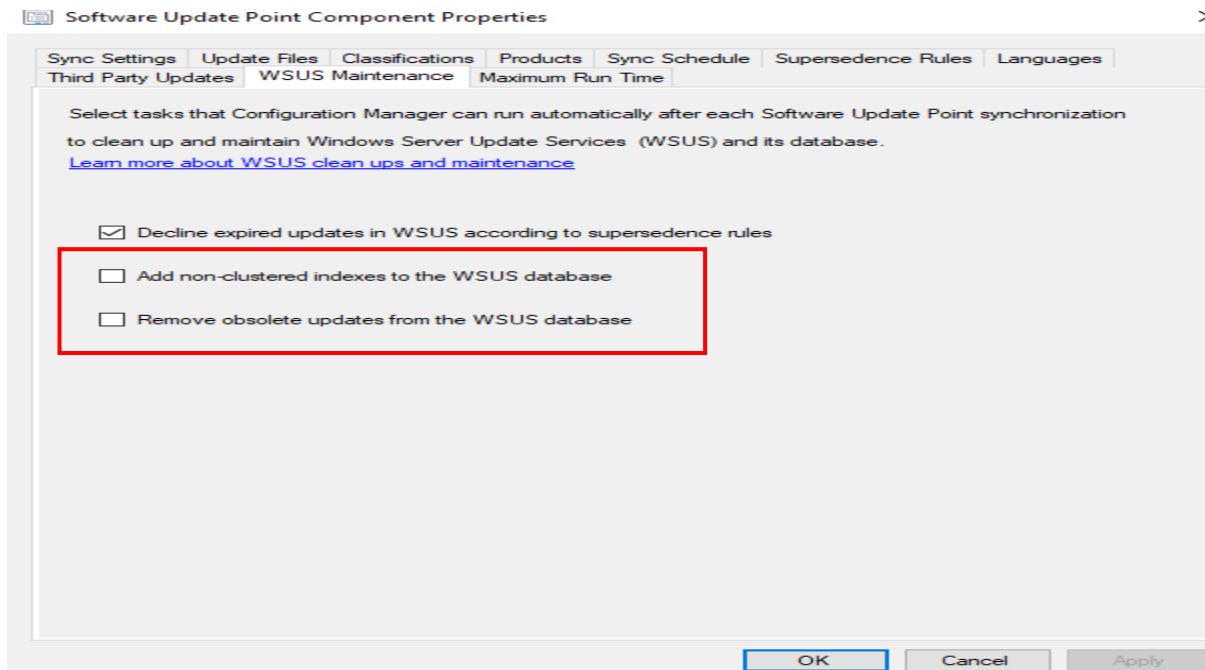 Software Update Point Component Properties
Sync Settings Update Files Classifications Products Sync Schedule Supersedence Rules Languages
Third Party Updates WSUS Maintenance Maximum Run Time
Select tasks that Configuration Manager can run automatically after each Software Update Point synchronization
to clean up and maintain Windows Server Update Services (WSUS) and its database.
Learn more about WSUS clean ups and maintenance
Decline expired updates in WSUS according to supersedence rules
Add non-clustered indexes to the WSUS database
Remove obsolete updates from the WSUS database
OK Cancel Apply